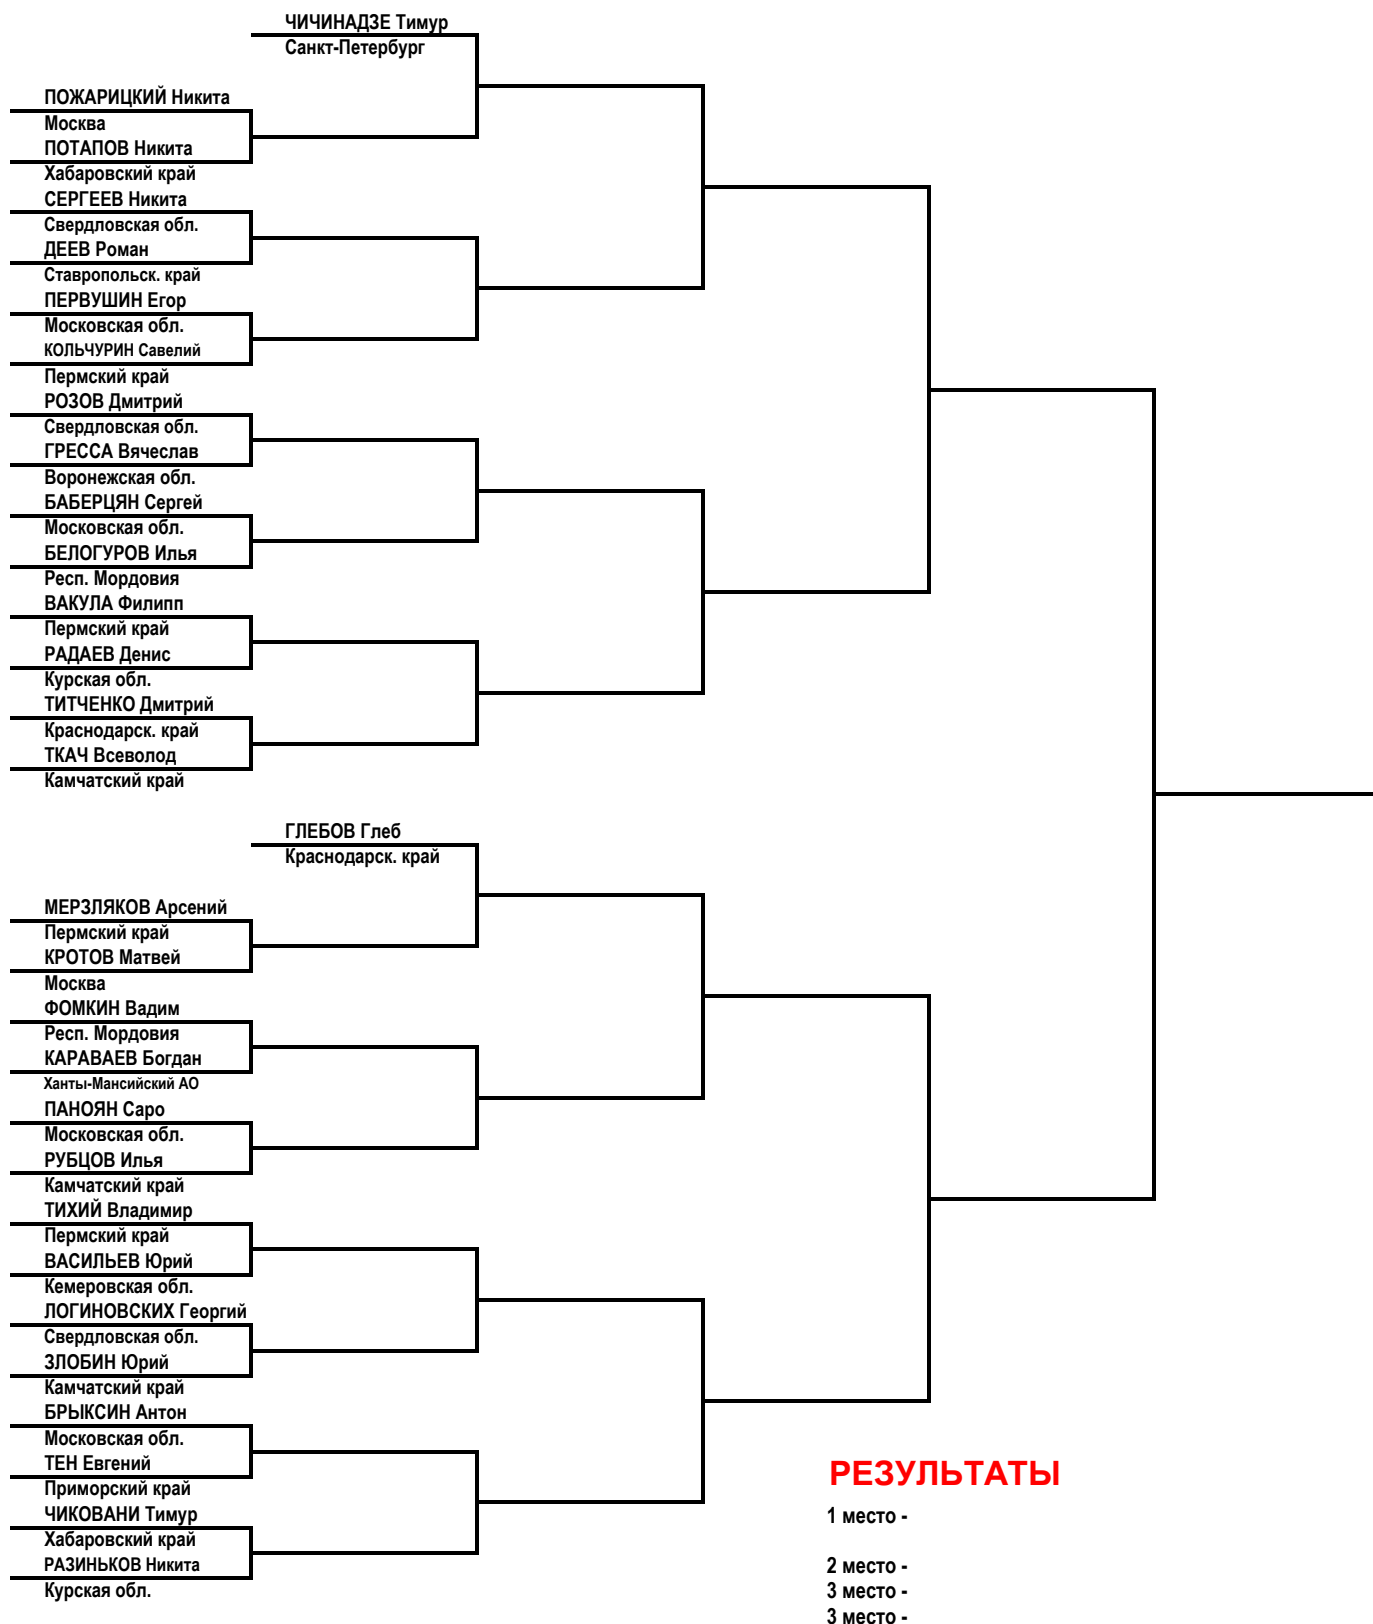 ЧИЧИНАДЗЕ Тимур
Санкт-Петербург
ПОЖАРИЦКИЙ Никита
Москва
ПОТАПОВ Никита
Хабаровский край
СЕРГЕЕВ Никита
Свердловская обл.
ДЕЕВ Роман
Ставропольск. край
ПЕРВУШИН Егор
Московская обл.
КОЛЬЧУРИН Савелий
Пермский край
РОЗОВ Дмитрий
Свердловская обл.
ГРЕССА Вячеслав
Воронежская обл.
БАБЕРЦЯН Сергей
Московская обл.
БЕЛОГУРОВ Илья
Респ. Мордовия
ВАКУЛА Филипп
Пермский край
РАДАЕВ Денис
Курская обл.
ТИТЧЕНКО Дмитрий
Краснодарск. край
ТКАЧ Всеволод
Камчатский край
ГЛЕБОВ Глеб
Краснодарск. край
МЕРЗЛЯКОВ Арсений
Пермский край
КРОТОВ Матвей
Москва
ФОМКИН Вадим
Респ. Мордовия
КАРАВАЕВ Богдан
Ханты-Мансийский АО
ПАНОЯН Саро
Московская обл.
РУБЦОВ Илья
Камчатский край
ТИХИЙ Владимир
Пермский край
ВАСИЛЬЕВ Юрий
Кемеровская обл.
ЛОГИНОВСКИХ Георгий
Свердловская обл.
ЗЛОБИН Юрий
Камчатский край
БРЫКСИН Антон
Московская обл.
ТЕН Евгений
Приморский край
ЧИКОВАНИ Тимур
Хабаровский край
РАЗИНЬКОВ Никита
Курская обл.
РЕЗУЛЬТАТЫ
1 место -
2 место -
3 место -
3 место -